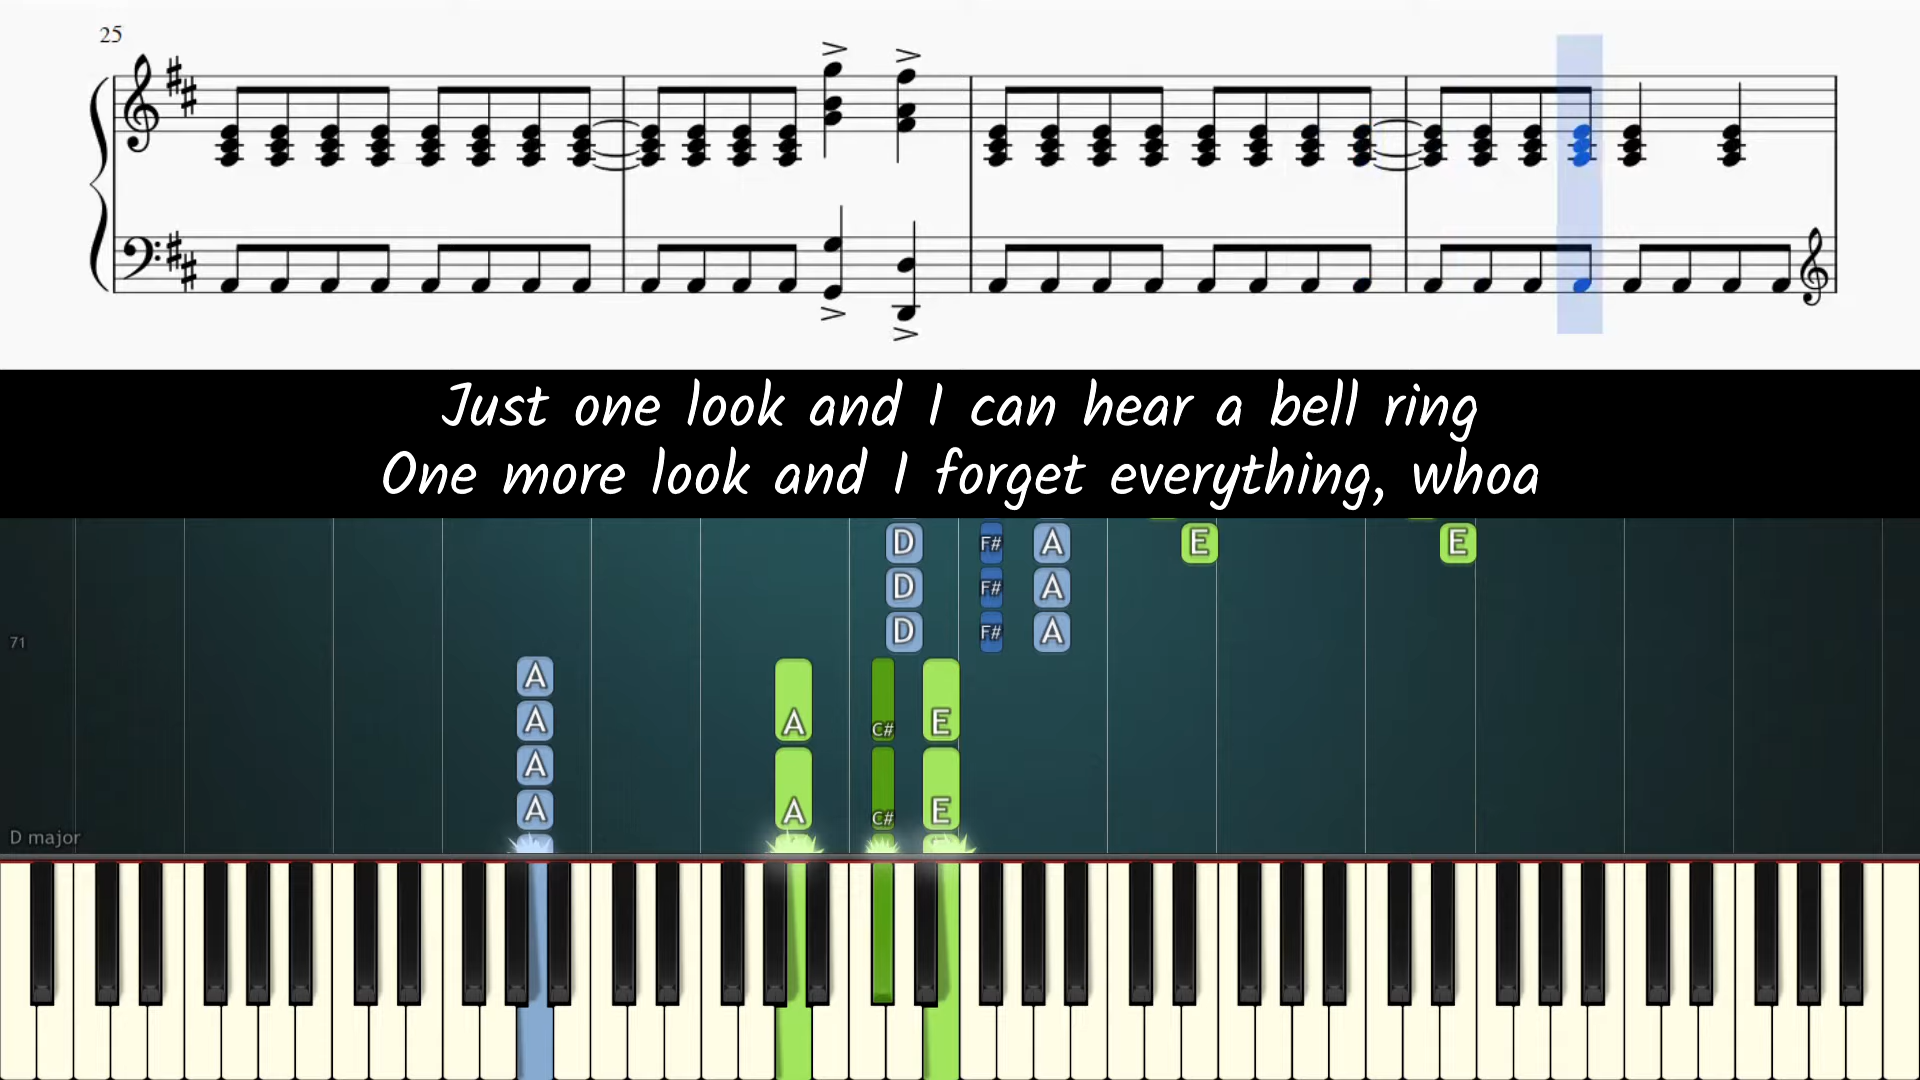 25
Just one look and I can hear a bell ring
One more look and I forget everything, whoa
D F# A E E
D F# A
D F# A
71
A A C# E
A
A A C# E
A
D major